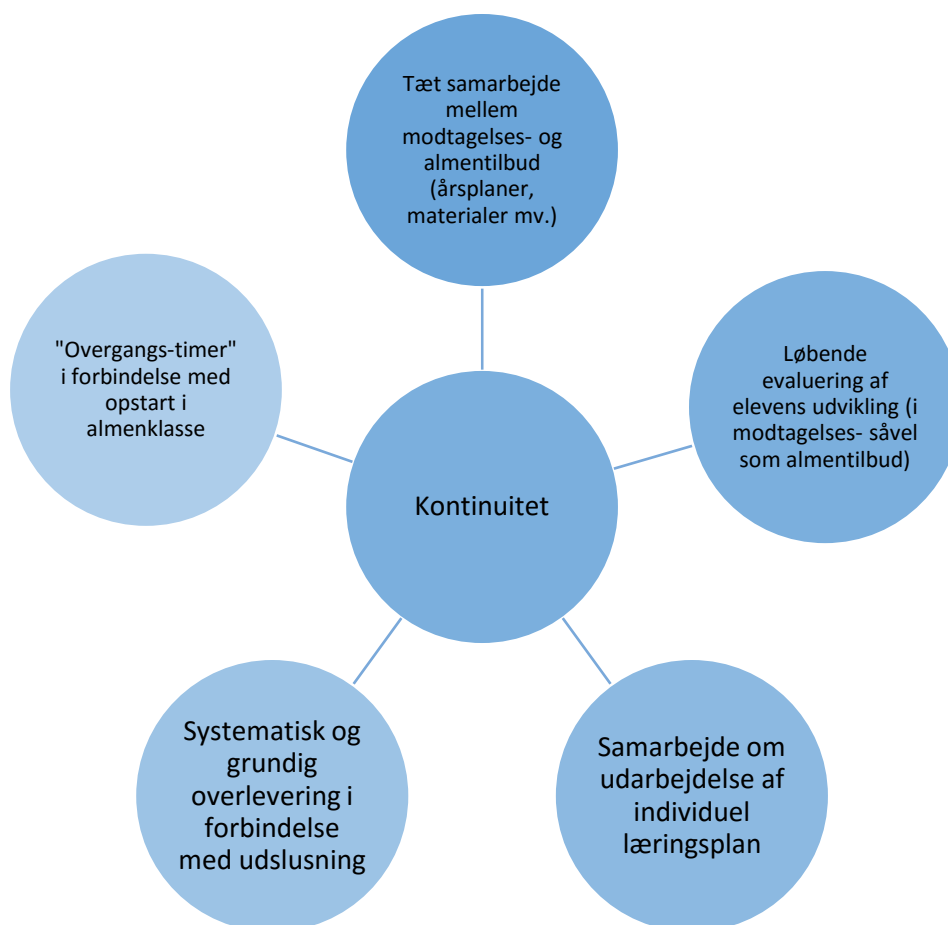 Tæt samarbejde
mellem
modtagelses- og
almentilbud
(årsplaner,
materialer mv.)
"Overgangs-timer"
i forbindelse med
opstart i
almenklasse
Løbende
evaluering af
elevens udvikling (i
modtagelses- såvel
som almentilbud)
Kontinuitet
Systematisk og
grundig
overlevering i
forbindelse
med udslusning
Samarbejde om
udarbejdelse af
individuel
læringsplan